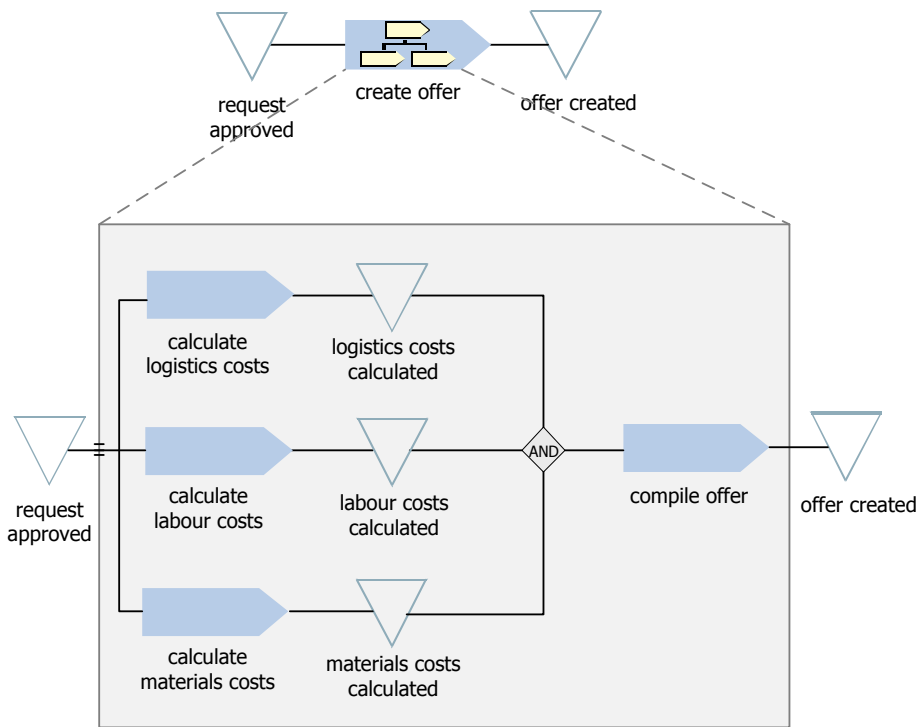 request
approved
create offer
offer created
calculate
logistics costs
logistics costs
calculated
request
approved
calculate
labour costs
labour costs
calculated
AND
compile offer
offer created
calculate
materials costs
materials costs
calculated